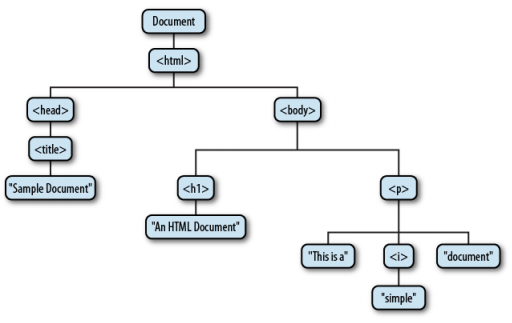 Document
<html>
<head>
<body>
<title>
"Sample Document"
<h1>
<p>
"An HTML Document"
"This is a"
<i>
"document"
"simple"